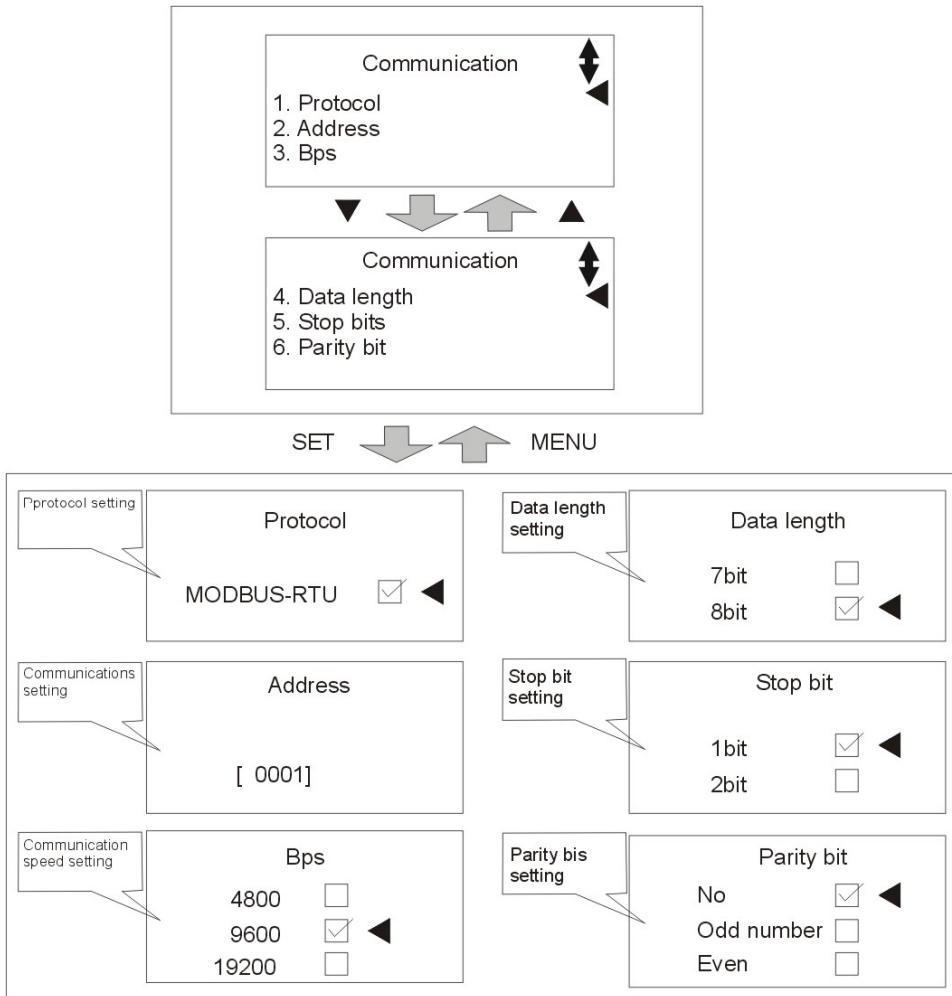 Communication
1. Protocol
2. Address
3. Bps
Communication
4. Data length
5. Stop bits
6. Parity bit
SET
MENU
Pprotocol setting
Protocol
MODBUS-RTU
Communications
setting
Address
[ 0001]
Communication
speed setting
Bps
4800
9600
19200
Data length
setting
Data length
7bit
8bit
Stop bit
setting
Stop bit
1bit
2bit
Parity bis
setting
Parity bit
No
Odd number
Even